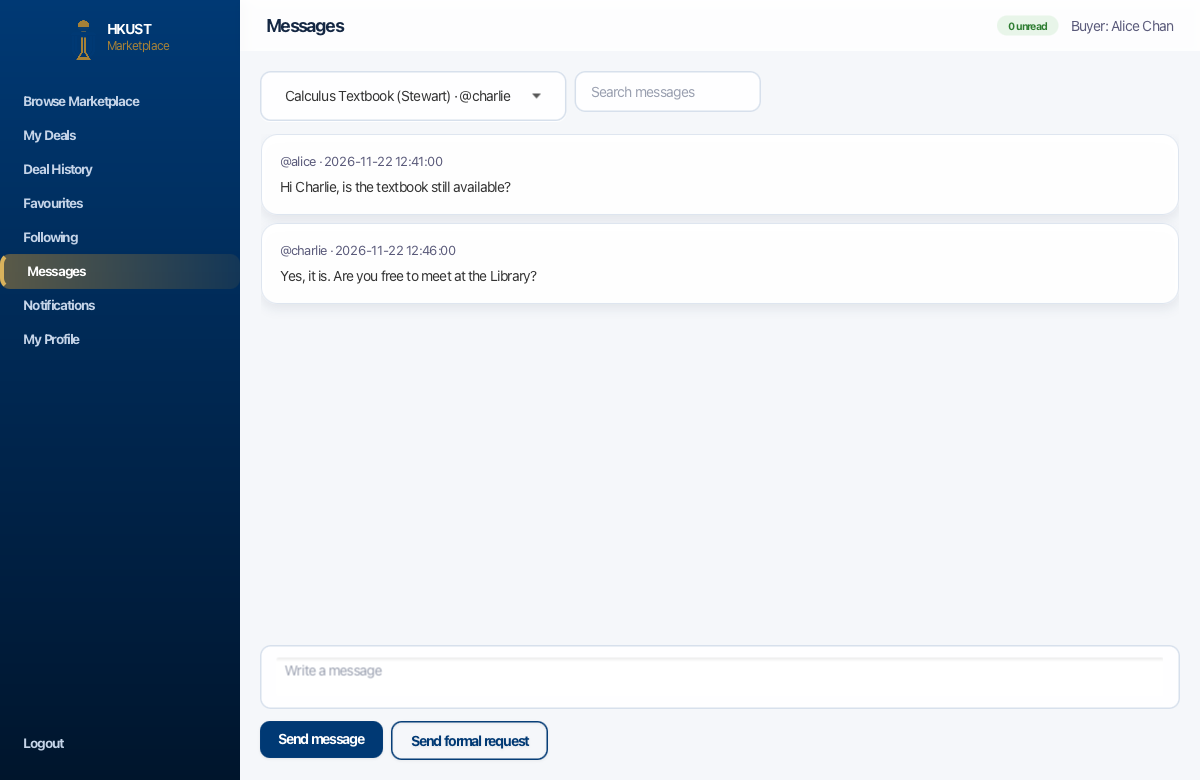 HKUST
Marketplace
Browse Marketplace
My Deals
Deal History
Favourites
Following
Messages
Notifications
My Profile
Logout
Messages
0 unread
Buyer: Alice Chan
Calculus Textbook (Stewart) · @charlie
Search messages
@alice · 2026-11-22 12:41:00
Hi Charlie, is the textbook still available?
@charlie · 2026-11-22 12:46:00
Yes, it is. Are you free to meet at the Library?
Write a message
Send message
Send formal request